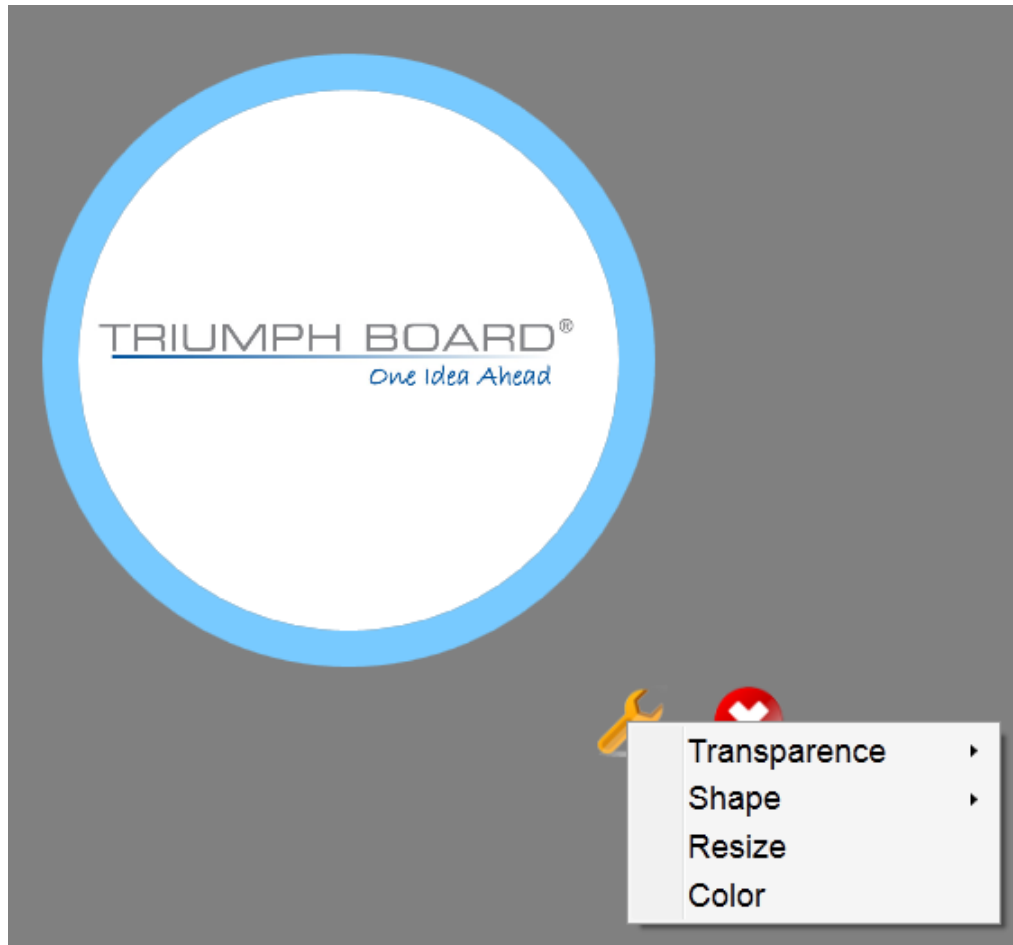 TRIUMPH BOARD®
One Idea Ahead
Transparence
Shape
Resize
Color